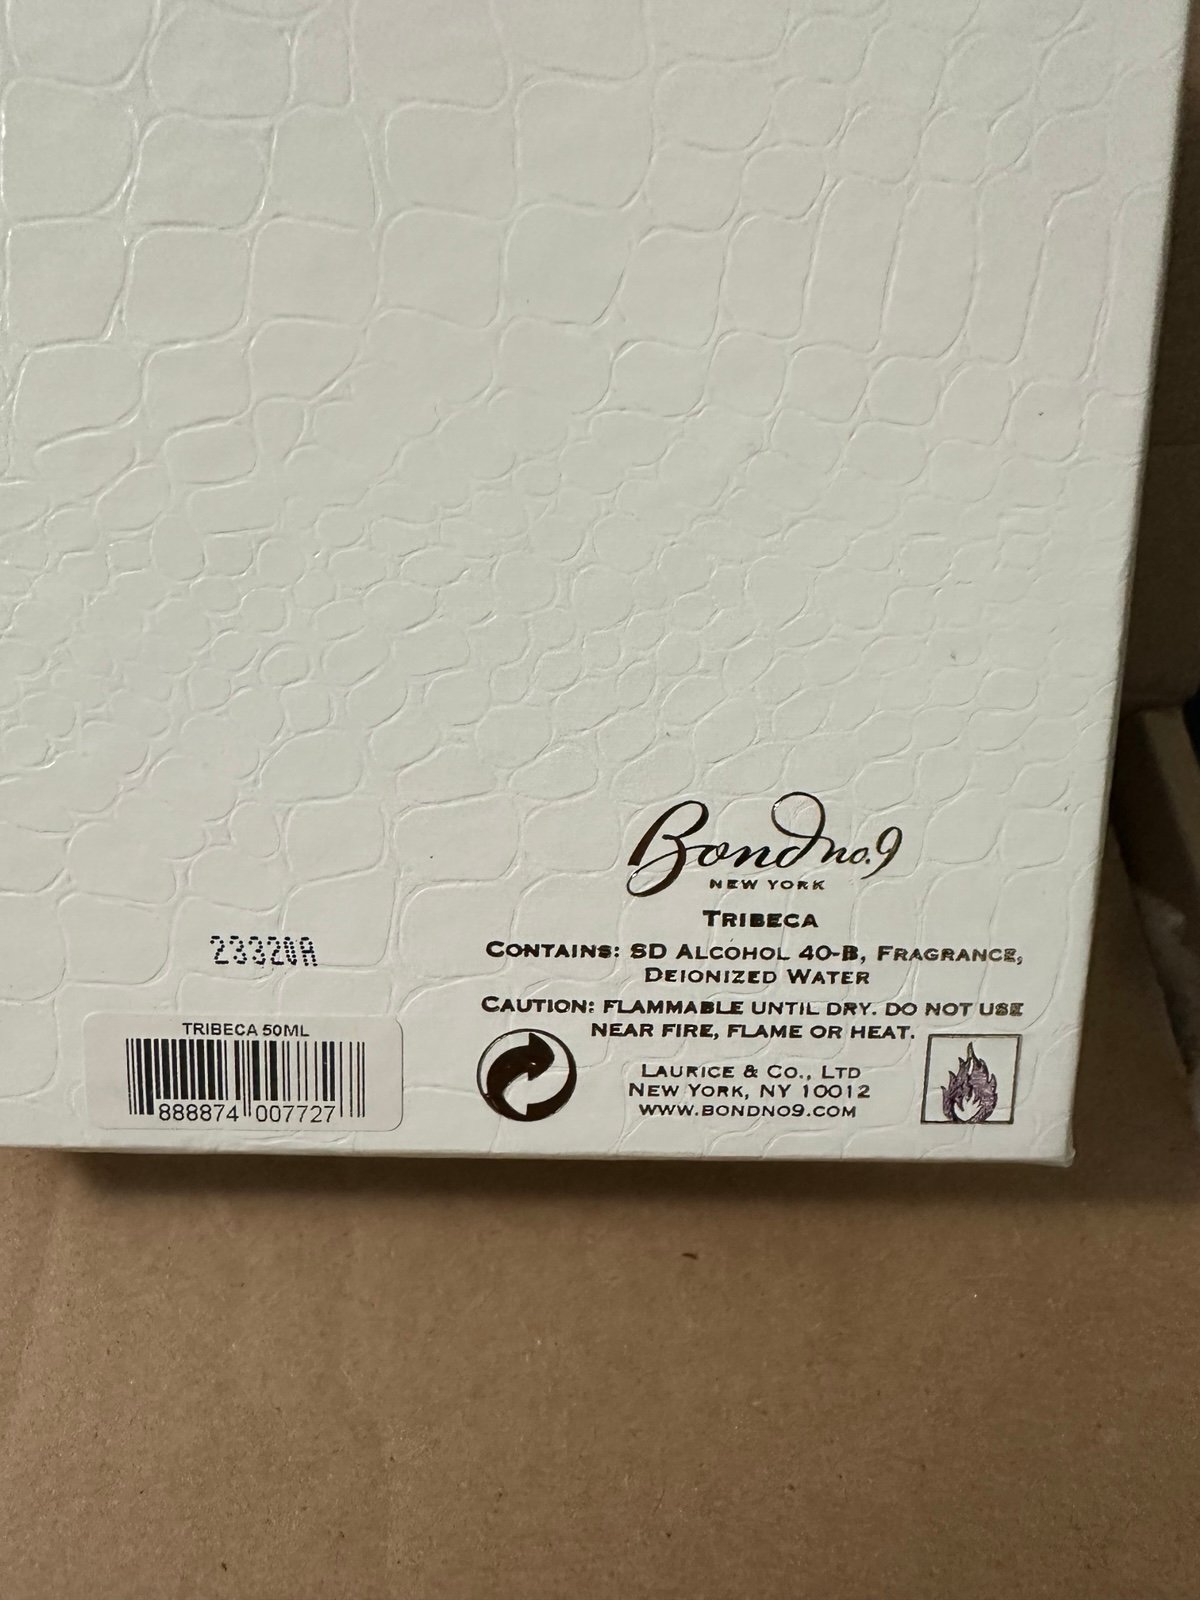 Bond no.9
NEW YORK
TRIBECA
CONTAINS: SD ALCOHOL 40-B, FRAGRANCE,
DEIONIZED WATER
CAUTION: FLAMMABLE UNTIL DRY. DO NOT USE
NEAR FIRE, FLAME OR HEAT.
LAURICE & CO., LTD
NEW YORK, NY 10012
WWW.BONDNO9.COM
23320A
TRIBECA 50ML
888874 007727